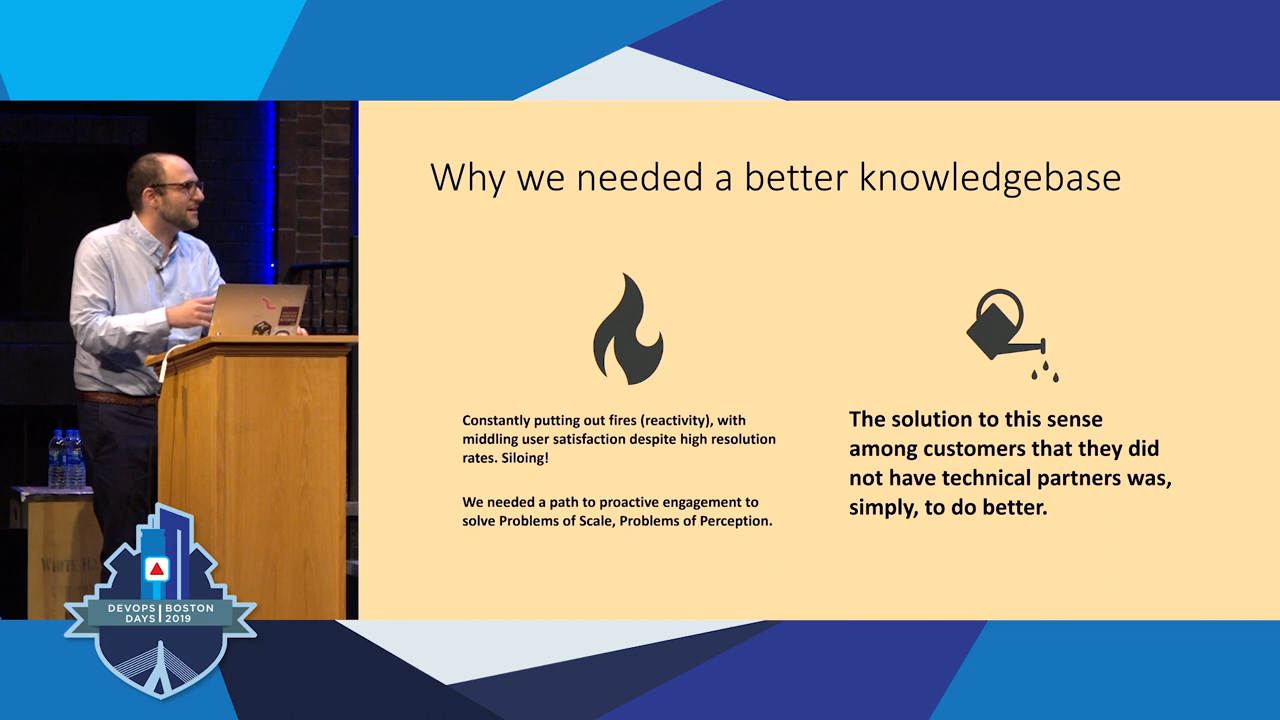 Why we needed a better knowledgebase
Constantly putting out fires (reactivity), with
middling user satisfaction despite high resolution
rates. Siloing!
We needed a path to proactive engagement to
solve Problems of Scale, Problems of Perception.
The solution to this sense
among customers that they did
not have technical partners was,
simply, to do better.
WHITE
DEVOPS BOSTON
DAYS 2019